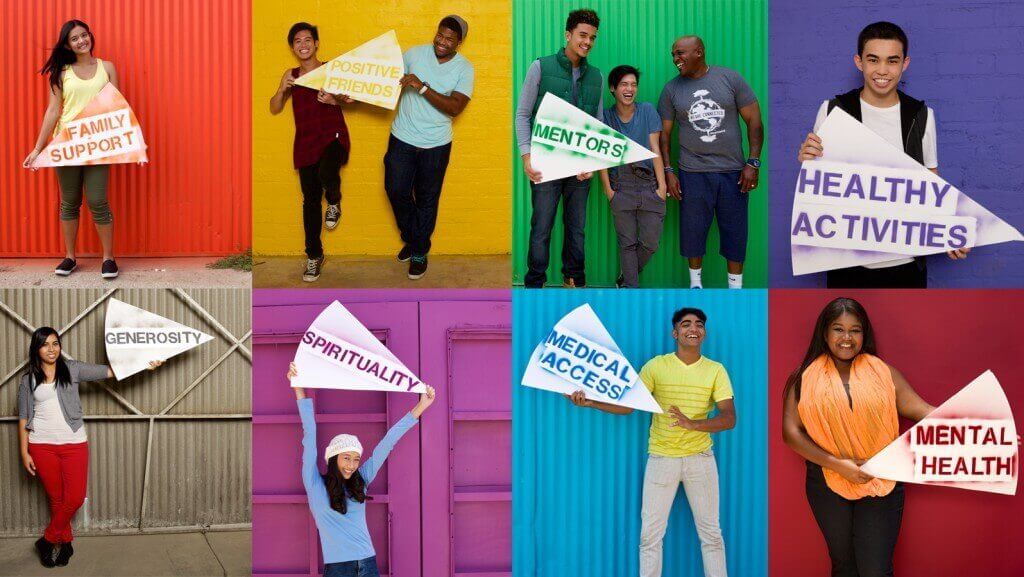 FAMILY
SUPPORT
POSITIVE
FRIENDS
MENTORS
HEALTHY
ACTIVITIES
GENEROSITY
SPIRITUALITY
MEDICAL
ACCESS
MENTAL
HEALTH